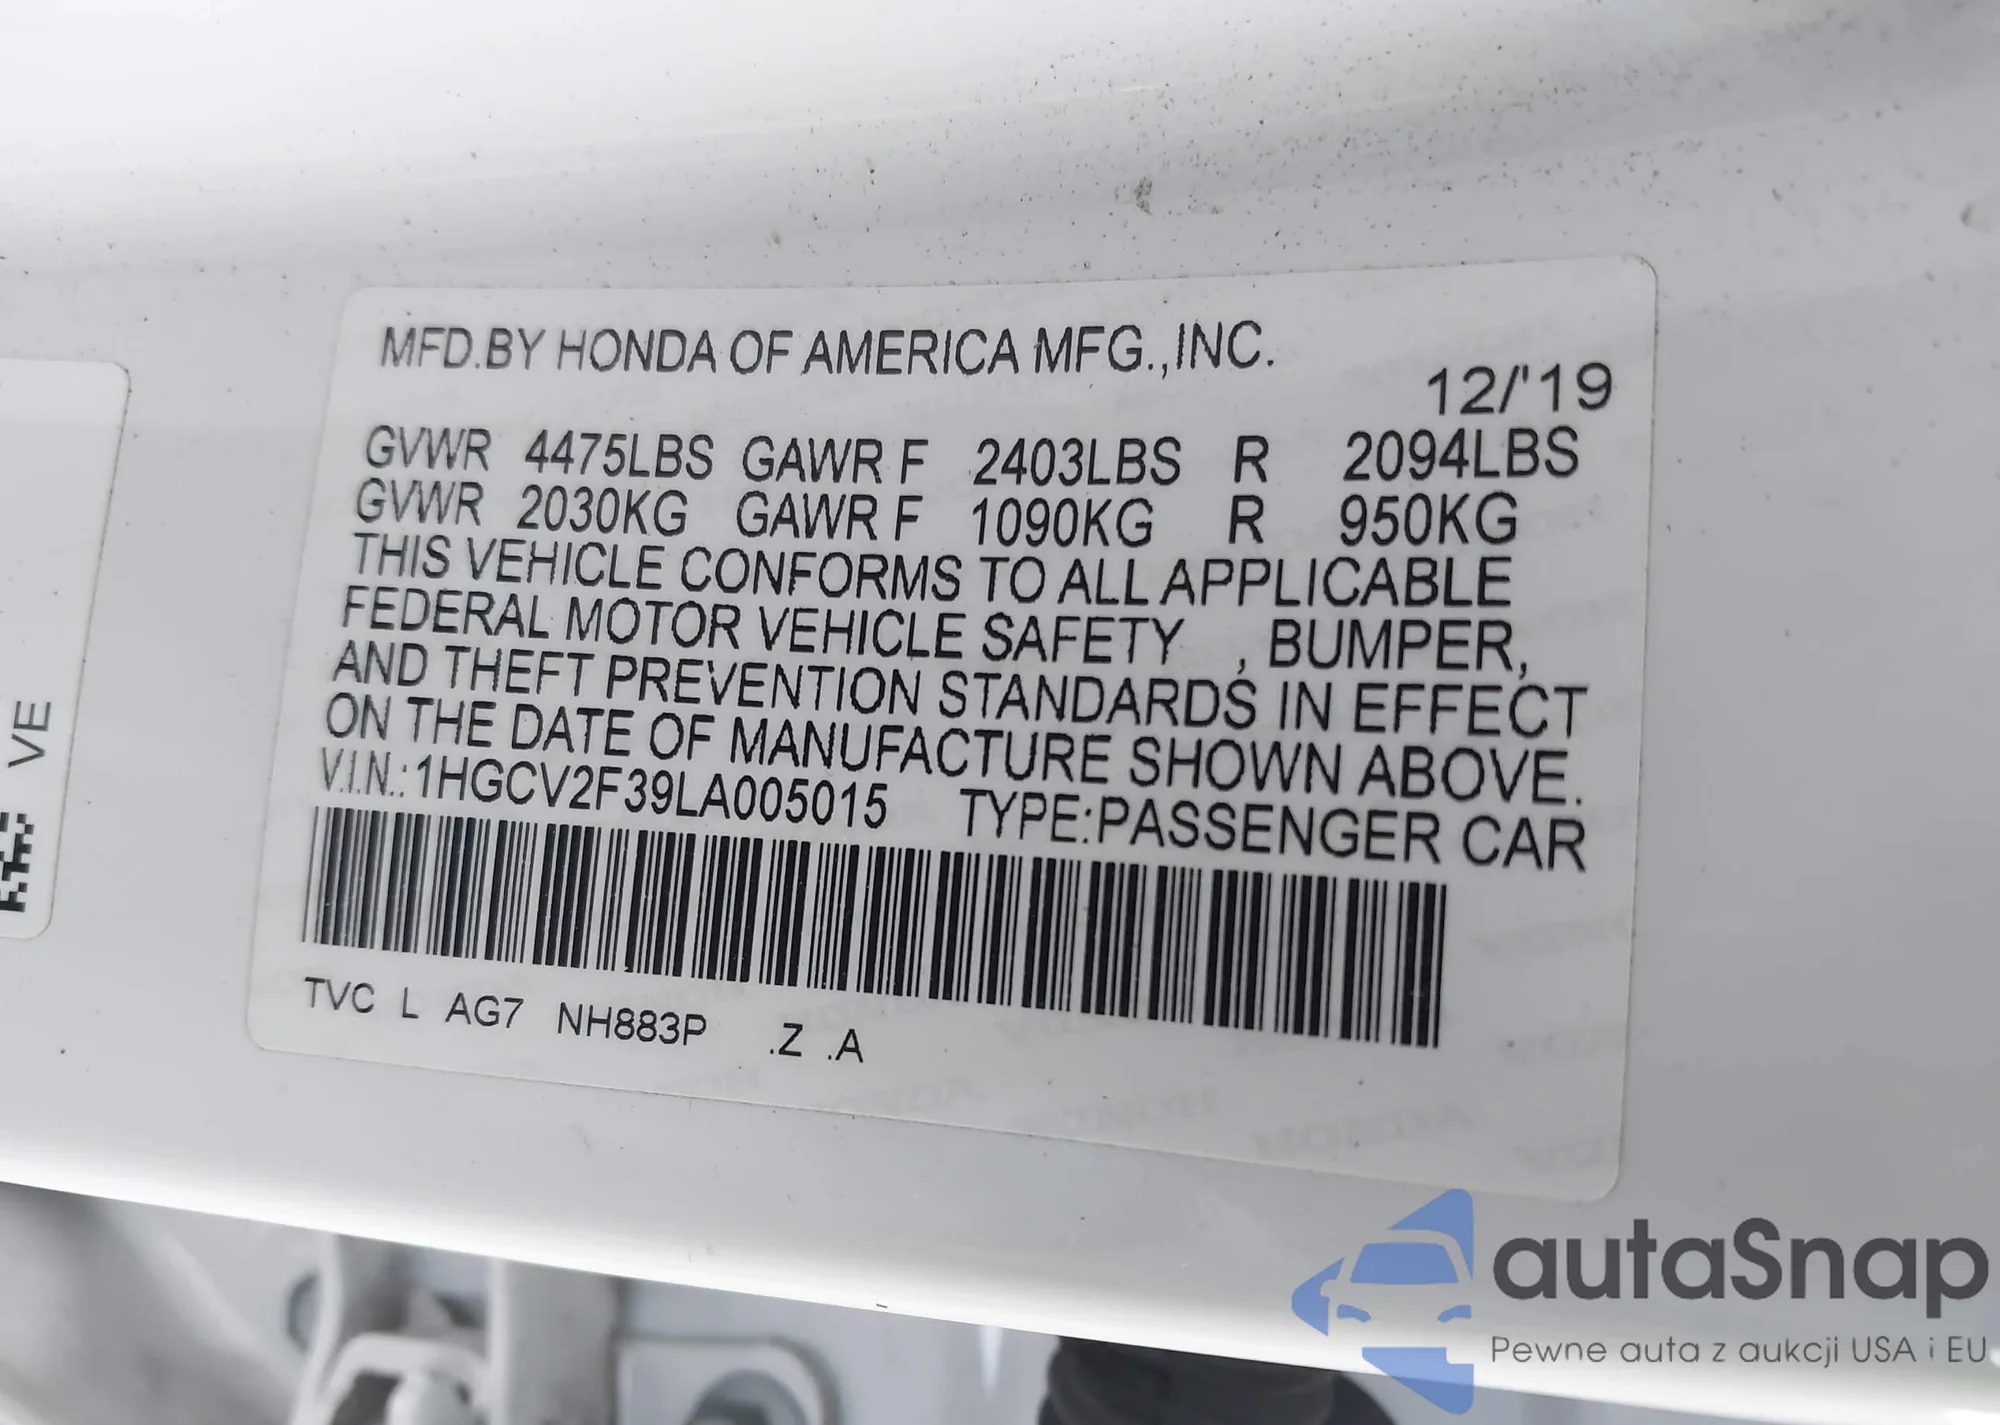 MFD.BY HONDA OF AMERICA MFG.,INC.
12/'19
GVWR 4475LBS GAWR F 2403LBS R 2094LBS
GVWR 2030KG GAWR F 1090KG R 950KG
THIS VEHICLE CONFORMS TO ALL APPLICABLE
FEDERAL MOTOR VEHICLE SAFETY , BUMPER,
AND THEFT PREVENTION STANDARDS IN EFFECT
ON THE DATE OF MANUFACTURE SHOWN ABOVE.
V.I.N.: 1HGCV2F39LA005015 TYPE:PASSENGER CAR
TVC L AG7 NH883P .Z .A
VE
autaSnap
Pewne auta z aukcji USA i EU